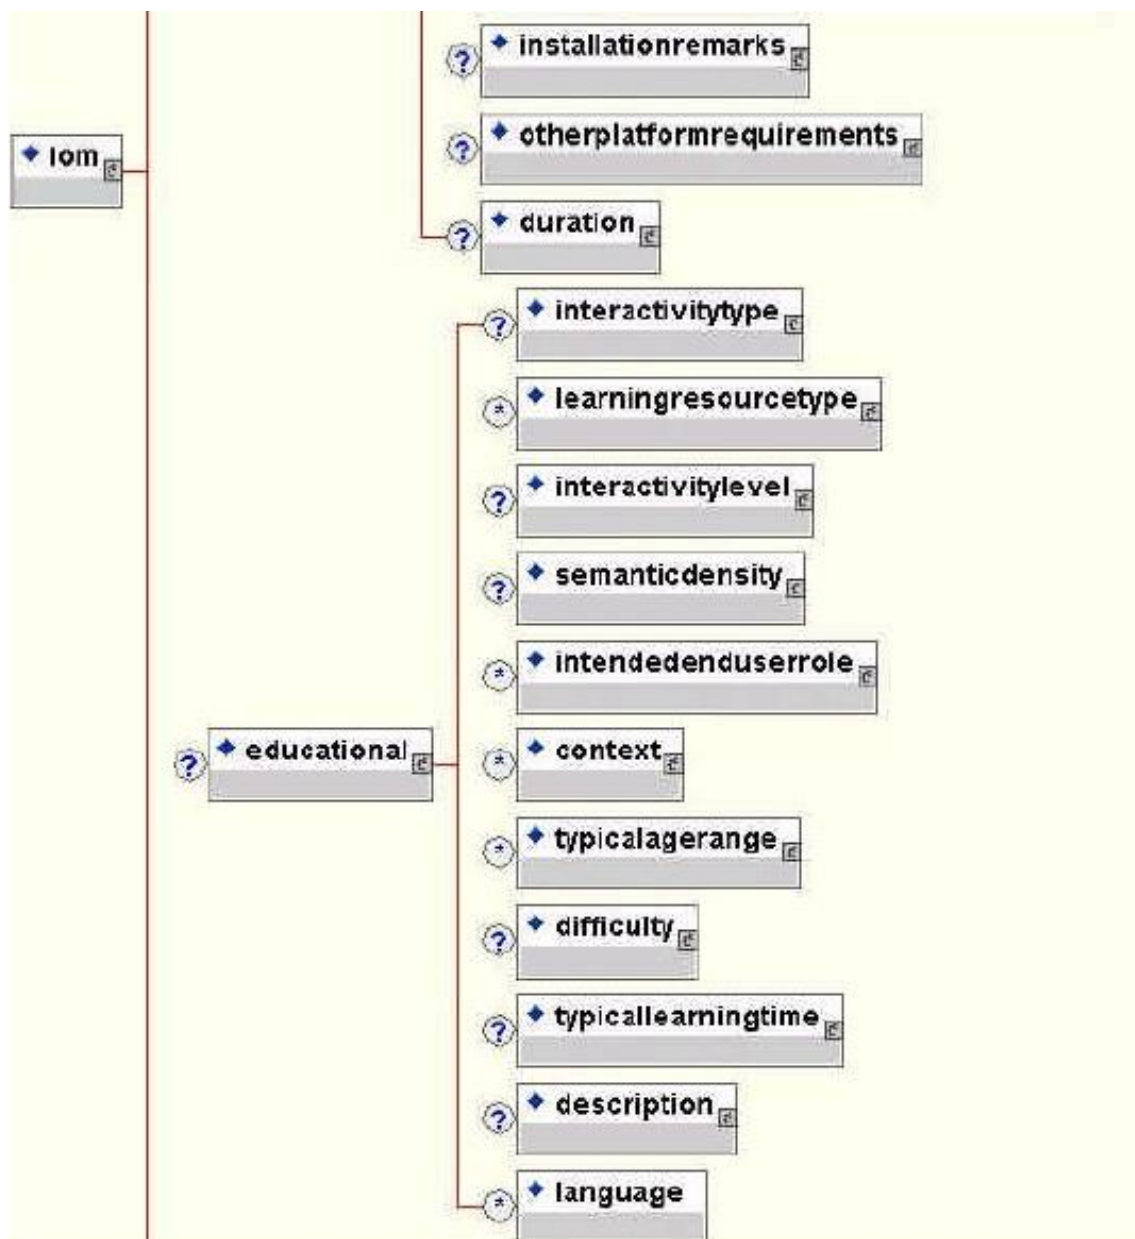 installationremarks
?
otherplatformrequirements
?
lom
duration
?
interactivitytype
?
learningresourcetype
*
interactivitylevel
?
semanticdensity
?
intendedenduserrole
*
educational
?
context
*
typicalagerange
*
difficulty
?
typicallearningtime
?
description
?
language
*